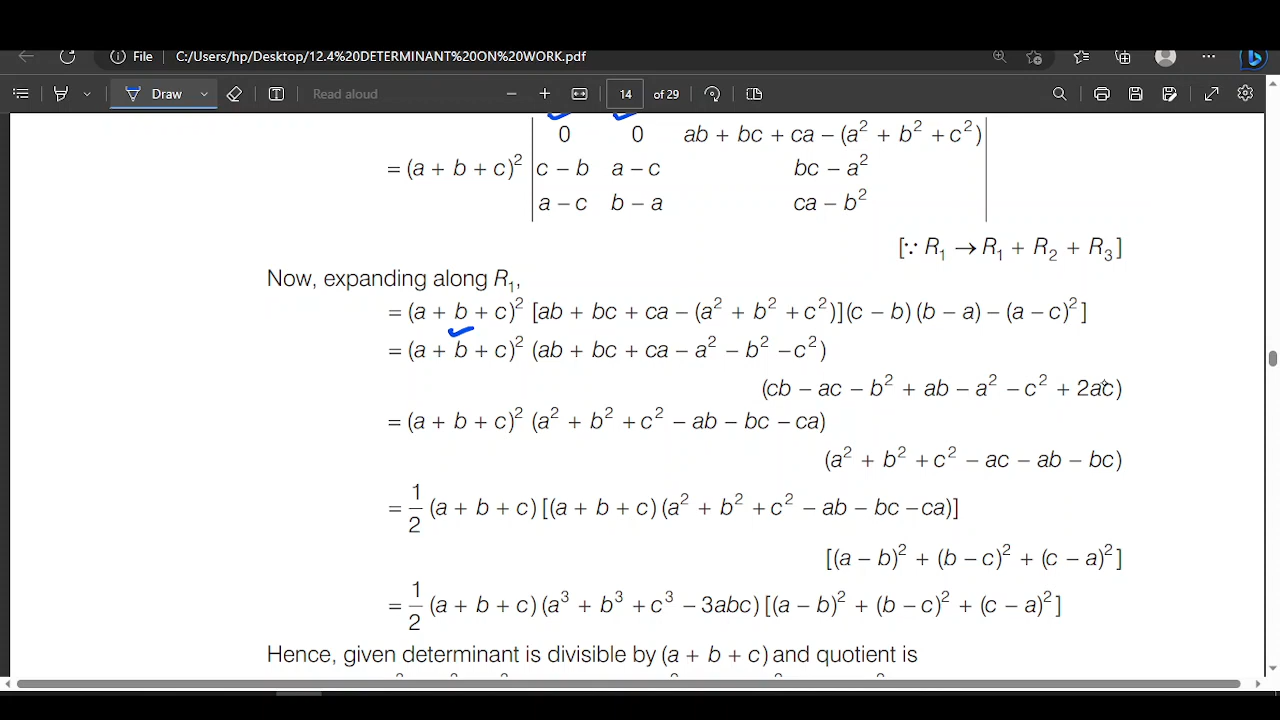 File C:/Users/hp/Desktop/12.4%20DETERMINANT%20ON%20WORK.pdf
Draw Read aloud 14 of 29
0 0 ab + bc + ca − (a² + b² + c²)
= (a + b + c)² c − b a − c bc − a²
a − c b − a ca − b²
[∵ R₁ → R₁ + R₂ + R₃]
Now, expanding along R₁,
= (a + b + c)² [ab + bc + ca − (a² + b² + c²)](c − b) (b − a) − (a − c)²]
= (a + b + c)² (ab + bc + ca − a² − b² − c²)
(cb − ac − b² + ab − a² − c² + 2ac)
= (a + b + c)² (a² + b² + c² − ab − bc − ca)
(a² + b² + c² − ac − ab − bc)
= 1/2 (a + b + c) [(a + b + c) (a² + b² + c² − ab − bc − ca)]
[(a − b)² + (b − c)² + (c − a)²]
= 1/2 (a + b + c) (a³ + b³ + c³ − 3abc) [(a − b)² + (b − c)² + (c − a)²]
Hence, given determinant is divisible by (a + b + c) and quotient is